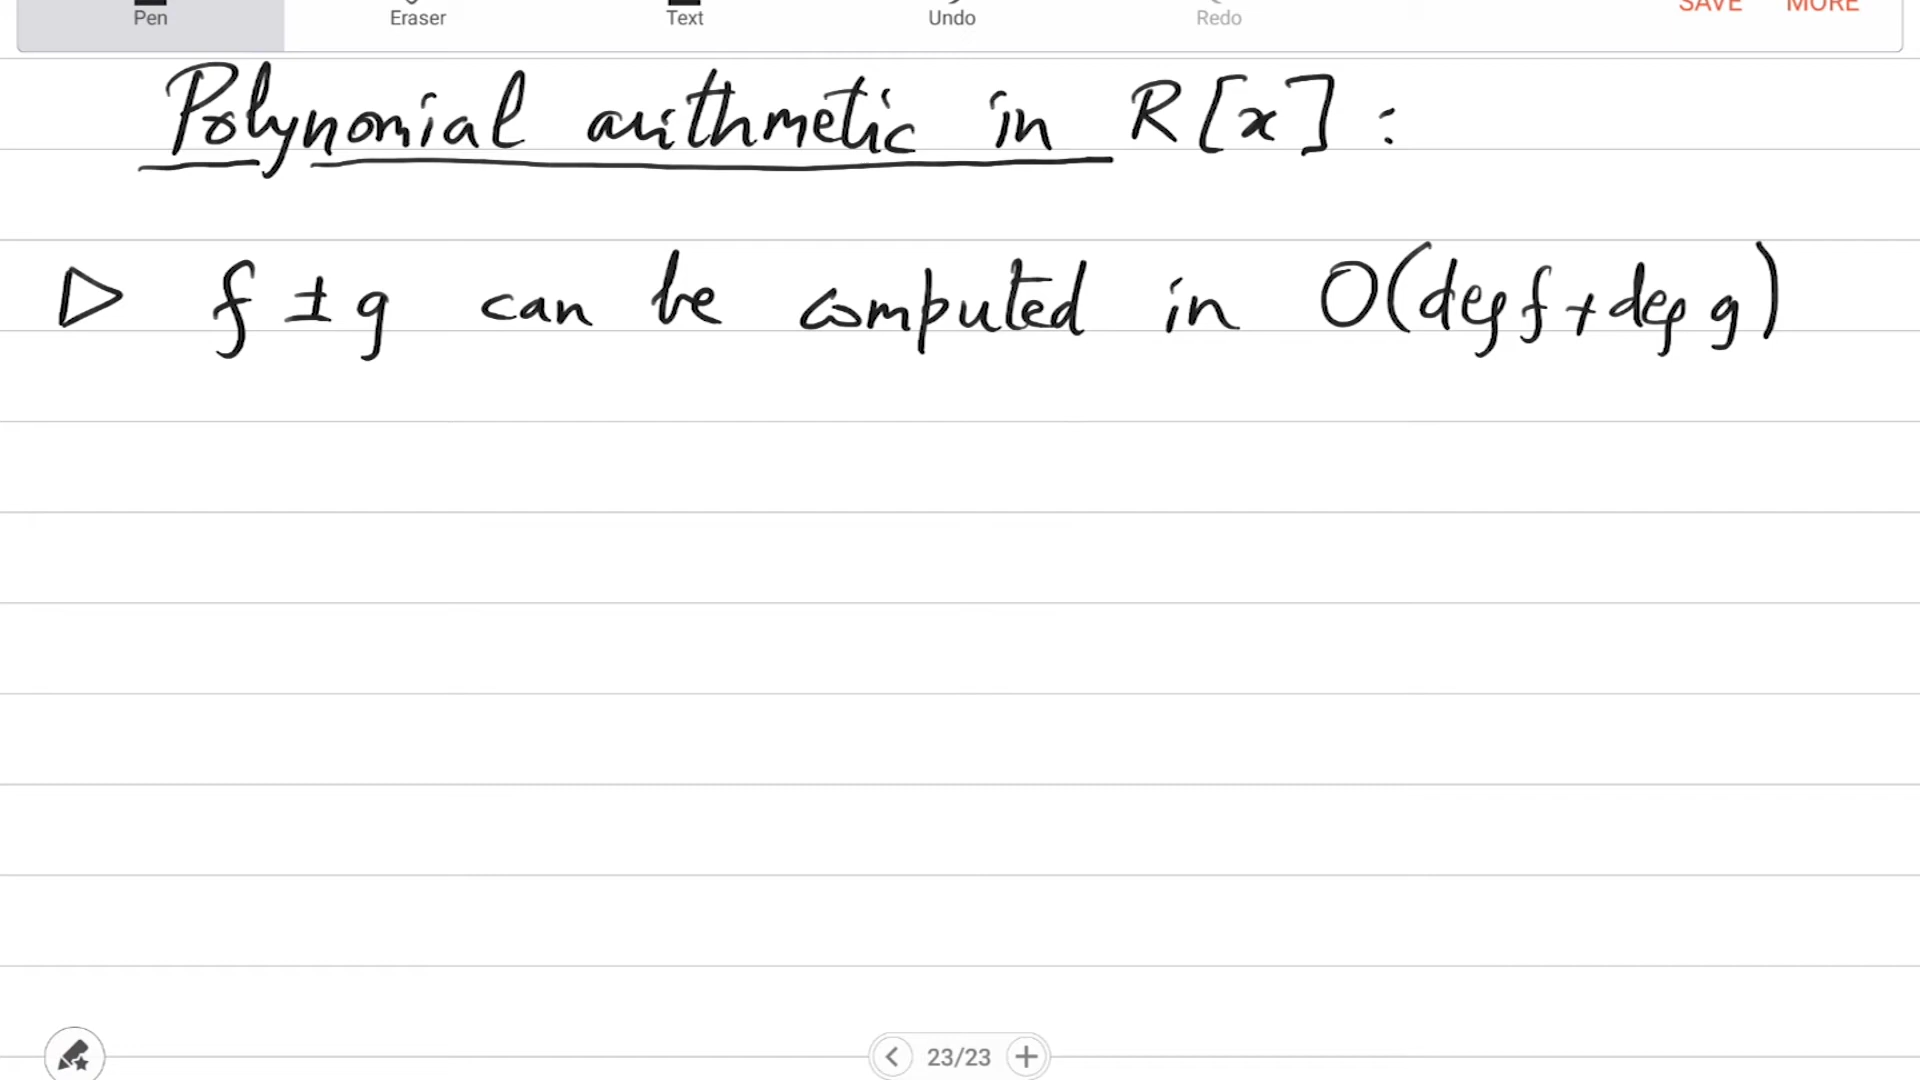 Pen Eraser Text Undo Redo SAVE MORE
Polynomial arithmetic in R[x] :
▷ f ± g can be computed in O(deg f + deg g)
23/23